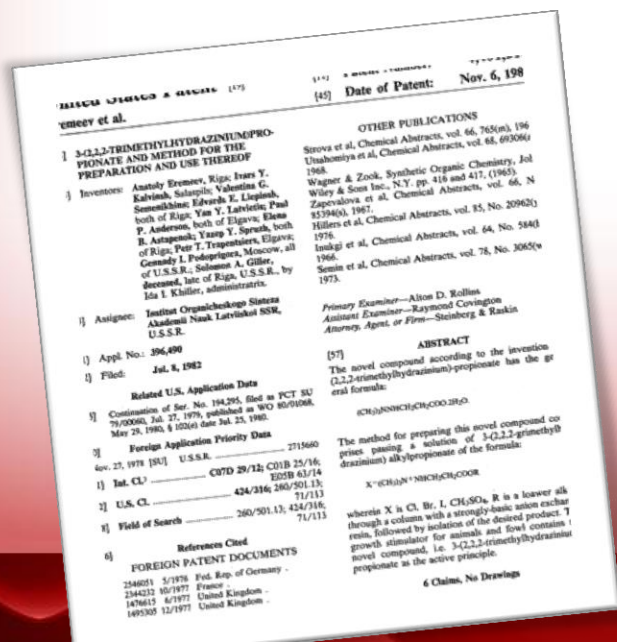 United States Patent [19]
emeev et al.
[45] Date of Patent: Nov. 6, 198
3-(2,2,2-TRIMETHYLHYDRAZINIUM)PRO-
PIONATE AND METHOD FOR THE
PREPARATION AND USE THEREOF
Inventors: Anatoly Eremeev, Riga; Ivars Y.
Kalvinsh, Salaspils; Valentina G.
Semenikhina; Edvards E. Liepinsh,
both of Riga; Yan Y. Latvietis; Paul
P. Anderson, both of Elgava; Elena
B. Astapenok; Yazep Y. Spruzh, both
of Riga; Petr T. Trapentsiers, Elgava;
Gennady I. Podoprigora, Moscow, all
of U.S.S.R.; Solomon A. Giller,
deceased, late of Riga, U.S.S.R., by
Ida I. Khiller, administratrix.
Assignee: Institut Organicheskogo Sinteza
Akademii Nauk Latviiskoi SSR,
U.S.S.R.
Appl. No.: 396,490
Filed: Jul. 8, 1982
Related U.S. Application Data
Continuation of Ser. No. 194,295, filed as PCT SU
79/00060, Jul. 27, 1979, published as WO 80/01068,
May 29, 1980, § 102(e) date Jul. 25, 1980.
Foreign Application Priority Data
Nov. 27, 1978 [SU] U.S.S.R. 2715660
Int. Cl.³ C07D 29/12; C01B 25/16;
E05B 63/14
U.S. Cl. 424/316; 260/501.13;
71/113
Field of Search 260/501.13; 424/316;
71/113
6]
References Cited
FOREIGN PATENT DOCUMENTS
2546051 5/1976 Fed. Rep. of Germany .
2344232 10/1977 France .
1476615 6/1977 United Kingdom .
1495305 12/1977 United Kingdom .
OTHER PUBLICATIONS
Strova et al, Chemical Abstracts, vol. 66, 765(m), 196
Utsahomiya et al, Chemical Abstracts, vol. 68, 69306(
1968.
Wagner & Zook, Synthetic Organic Chemistry, Joh
Wiley & Sons Inc., N.Y. pp. 416 and 417, (1965).
Zapevalova et al, Chemical Abstracts, vol. 66, N
85394(s), 1967.
Hillers et al, Chemical Abstracts, vol. 85, No. 20962(
1976.
Inukgi et al, Chemical Abstracts, vol. 64, No. 584(
1966.
Semin et al, Chemical Abstracts, vol. 78, No. 3065(
1973.
Primary Examiner—Alton D. Rollins
Assistant Examiner—Raymond Covington
Attorney, Agent, or Firm—Steinberg & Raskin
[57] ABSTRACT
The novel compound according to the invention
(2,2,2-trimethylhydrazinium)-propionate has the ge
eral formula:
(CH₃)₃NNHCH₂CH₂COO.2H₂O.
The method for preparing this novel compound co
prises passing a solution of 3-(2,2,2-trimethylh
drazinium) alkylpropionate of the formula:
X⁻(CH₃)₃N⁺NHCH₂CH₂COOR
wherein X is Cl, Br, I, CH₃SO₄, R is a loawer alk
through a column with a strongly-basic anion exchan
resin, followed by isolation of the desired product. T
growth stimulator for animals and fowl contains
novel compound, i.e. 3-(2,2,2-trimethylhydrazinium
propionate as the active principle.
6 Claims, No Drawings